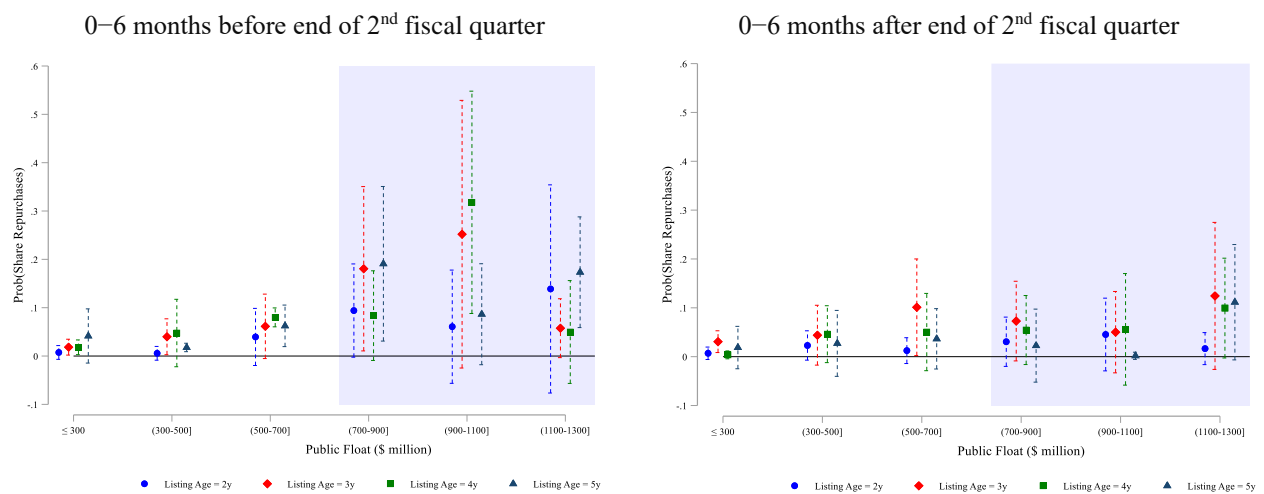 0−6 months before end of 2nd fiscal quarter
.6
.5
.4
.3
.2
.1
0
-.1
Prob(Share Repurchases)
≤ 300
(300-500]
(500-700]
(700-900]
(900-1100]
(1100-1300]
Public Float ($ million)
Listing Age = 2y
Listing Age = 3y
Listing Age = 4y
Listing Age = 5y
0−6 months after end of 2nd fiscal quarter
.6
.5
.4
.3
.2
.1
0
-.1
Prob(Share Repurchases)
≤ 300
(300-500]
(500-700]
(700-900]
(900-1100]
(1100-1300]
Public Float ($ million)
Listing Age = 2y
Listing Age = 3y
Listing Age = 4y
Listing Age = 5y